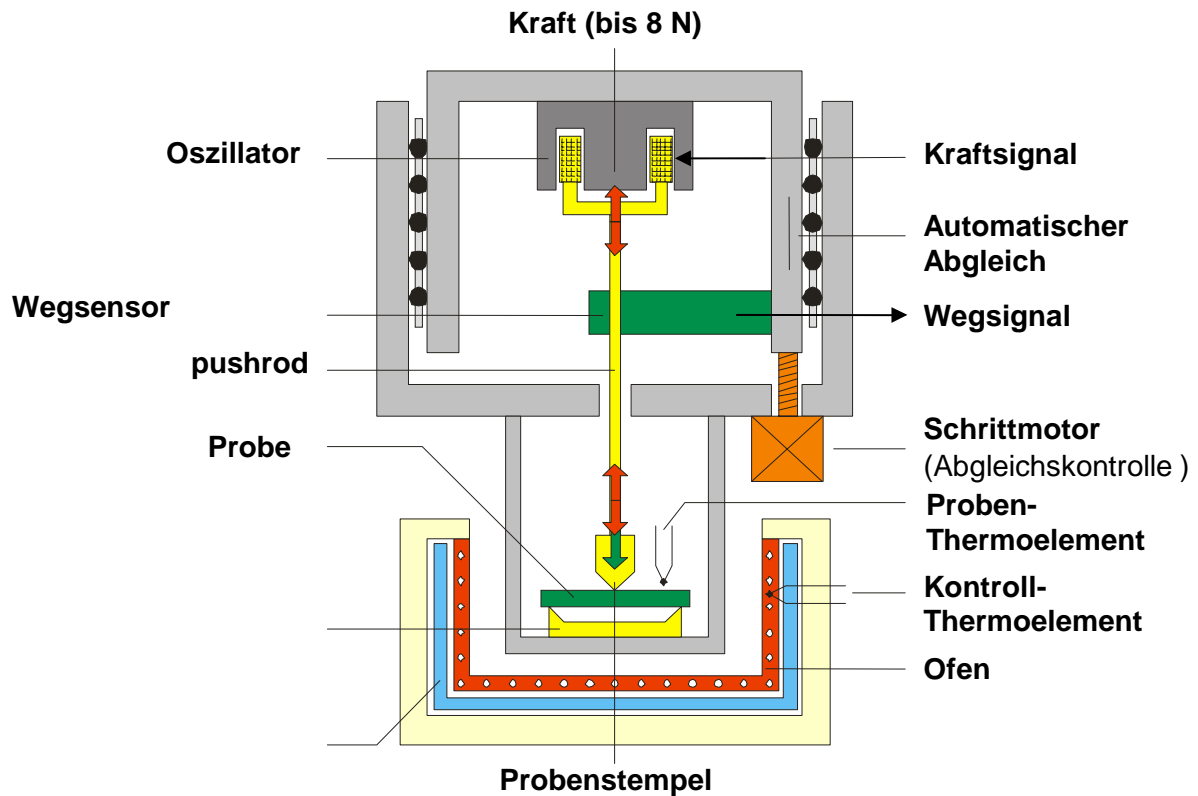 Kraft (bis 8 N)
Oszillator
Kraftsignal
Automatischer
Abgleich
Wegsensor
Wegsignal
pushrod
Probe
Schrittmotor
(Abgleichskontrolle )
Proben-
Thermoelement
Kontroll-
Thermoelement
Ofen
Probenstempel